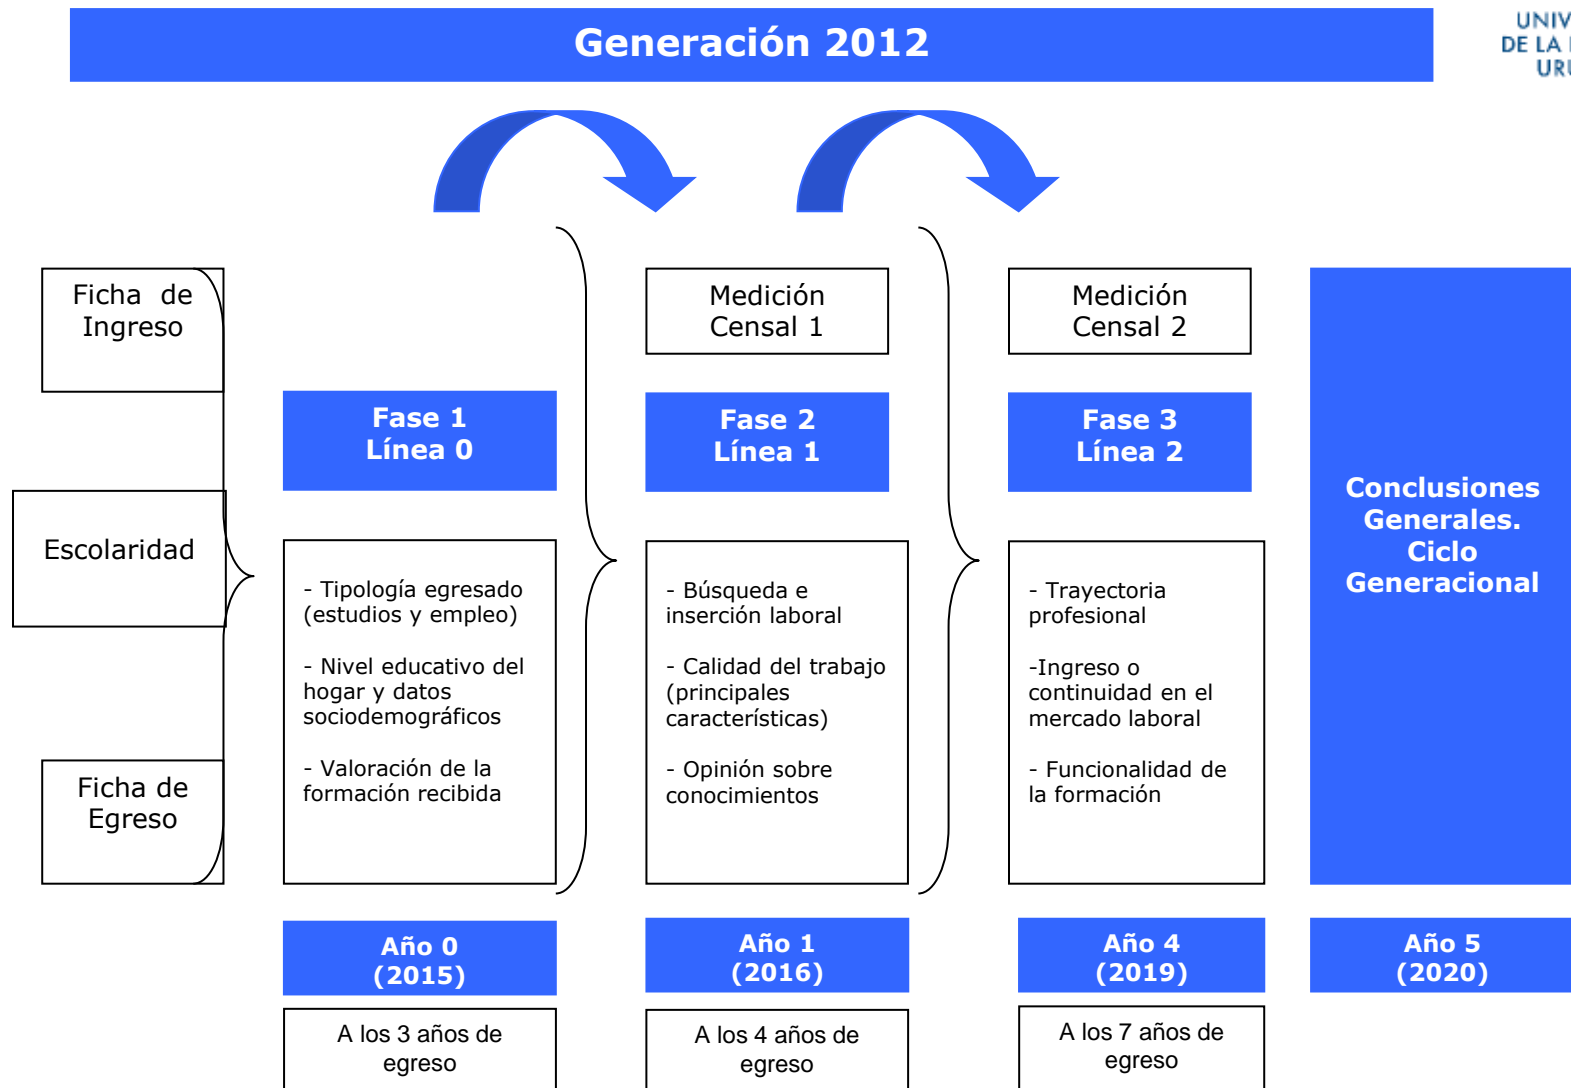 Generación 2012
DE LA
Ficha de
Ingreso
Escolaridad
Ficha de
Egreso
Fase 1
Línea 0
- Tipología egresado
(estudios y empleo)
- Nivel educativo del
hogar y datos
sociodemográficos
- Valoración de la
formación recibida
Año 0
(2015)
A los 3 años de
egreso
Medición
Censal 1
Fase 2
Línea 1
- Búsqueda e
inserción laboral
- Calidad del trabajo
(principales
características)
- Opinión sobre
conocimientos
Año 1
(2016)
A los 4 años de
egreso
Medición
Censal 2
Fase 3
Línea 2
- Trayectoria
profesional
-Ingreso o
continuidad en el
mercado laboral
- Funcionalidad de
la formación
Año 4
(2019)
A los 7 años de
egreso
Conclusiones
Generales.
Ciclo
Generacional
Año 5
(2020)